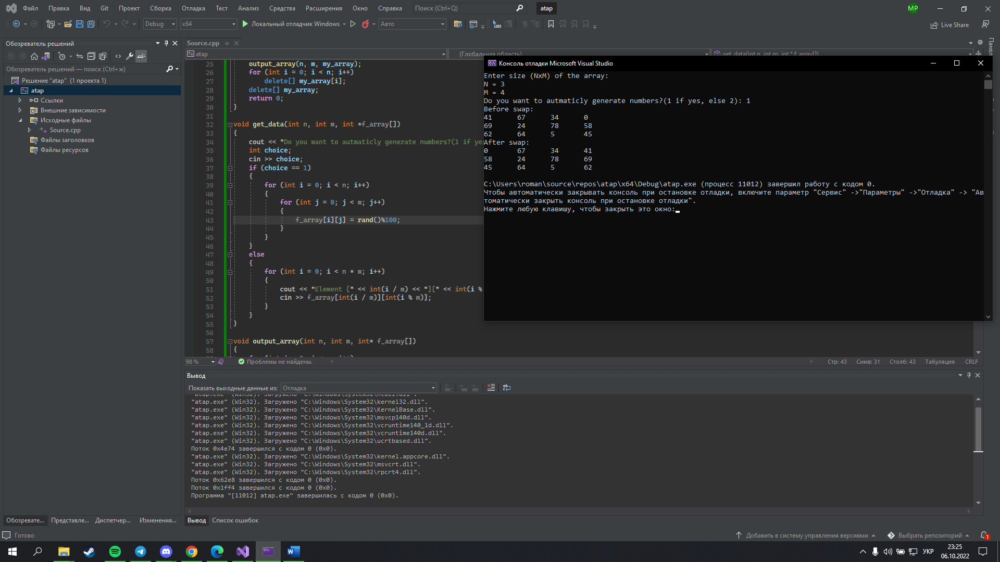 Файл Правка Вид Git Проект Сборка Отладка Тест Анализ Средства Расширения Окно Справка Поиск (Ctrl+Q) atap MP
Debug x64 Локальный отладчик Windows Авто Live Share
Обозреватель решений
Обозреватель решений — поиск (Ctrl+ж)
Решение "atap" (1 проекта 1)
atap
Ссылки
Внешние зависимости
Исходные файлы
Source.cpp
Файлы заголовков
Файлы ресурсов
Обозревате... Представле... Диспетчер... Изменения...
Source.cpp
atap (Глобальная область) get_data(int n, int m, int * f_array[])
25 output_array(n, m, my_array);
26 for (int i = 0; i < n; i++)
27 delete[] my_array[i];
28 delete[] my_array;
29 return 0;
30 }
31
32 void get_data(int n, int m, int *f_array[])
33 {
34 cout << "Do you want to autmaticly generate numbers?(1 if yes
35 int choice;
36 cin >> choice;
37 if (choice == 1)
38 {
39 for (int i = 0; i < n; i++)
40 {
41 for (int j = 0; j < m; j++)
42 {
43 f_array[i][j] = rand()%100;
44 }
45 }
46 }
47 else
48 {
49 for (int i = 0; i < n * m; i++)
50 {
51 cout << "Element [" << int(i / m) << "][" << int(i %
52 cin >> f_array[int(i / m)][int(i % m)];
53 }
54 }
55 }
56
57 void output_array(int n, int m, int* f_array[])
58 {
98 % Проблемы не найдены. Стр: 43 Симв: 31 Столб: 43 Табуляция CRLF
Консоль отладки Microsoft Visual Studio
Enter size (NxM) of the array:
N = 3
M = 4
Do you want to autmaticly generate numbers?(1 if yes, else 2): 1
Before swap:
41 67 34 0
69 24 78 58
62 64 5 45
After swap:
0 67 34 41
58 24 78 69
45 64 5 62
C:\Users\roman\source\repos\atap\x64\Debug\atap.exe (процесс 11012) завершил работу с кодом 0.
Чтобы автоматически закрывать консоль при остановке отладки, включите параметр "Сервис" ->"Параметры" ->"Отладка" -> "Ав
томатически закрыть консоль при остановке отладки".
Нажмите любую клавишу, чтобы закрыть это окно:
Панел
Вывод
Показать выходные данные из: Отладка
"atap.exe" (Win32). Загружено "C:\Windows\System32\ntdll.dll".
"atap.exe" (Win32). Загружено "C:\Windows\System32\kernel32.dll".
"atap.exe" (Win32). Загружено "C:\Windows\System32\KernelBase.dll".
"atap.exe" (Win32). Загружено "C:\Windows\System32\msvcp140d.dll".
"atap.exe" (Win32). Загружено "C:\Windows\System32\vcruntime140_1d.dll".
"atap.exe" (Win32). Загружено "C:\Windows\System32\vcruntime140d.dll".
"atap.exe" (Win32). Загружено "C:\Windows\System32\ucrtbased.dll".
Поток 0x4e74 завершился с кодом 0 (0x0).
"atap.exe" (Win32). Загружено "C:\Windows\System32\kernel.appcore.dll".
"atap.exe" (Win32). Загружено "C:\Windows\System32\msvcrt.dll".
"atap.exe" (Win32). Загружено "C:\Windows\System32\rpcrt4.dll".
Поток 0x62e8 завершился с кодом 0 (0x0).
Поток 0x1ff4 завершился с кодом 0 (0x0).
Программа "[11012] atap.exe" завершилась с кодом 0 (0x0).
Вывод Список ошибок
Готово Добавить в систему управления версиями Выбрать репозиторий 1
УКР 23:25
06.10.2022